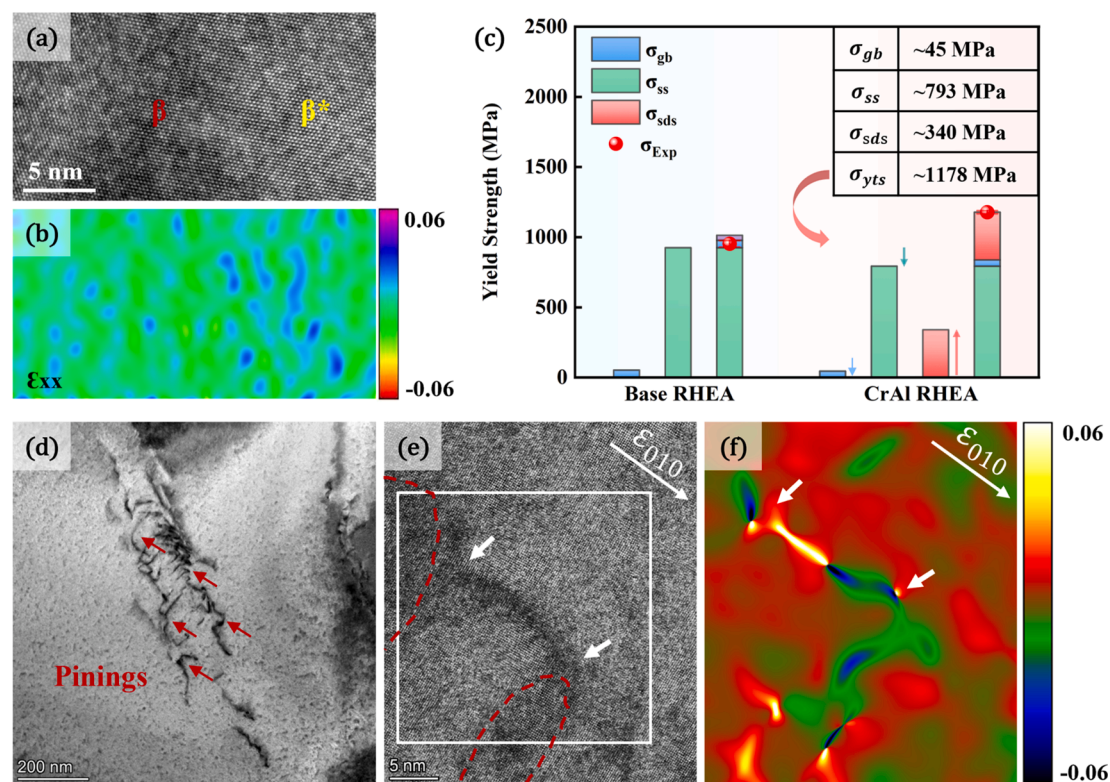 (a)
β
β*
5 nm
(b)
0.06
-0.06
εxx
(c)
Yield Strength (MPa)
2500
2000
1500
1000
500
0
σgb
σss
σsds
σExp
σgb ~45 MPa
σss ~793 MPa
σsds ~340 MPa
σyts ~1178 MPa
Base RHEA
CrAl RHEA
(d)
Pinings
200 nm
(e)
ε010
5 nm
(f)
ε010
0.06
-0.06